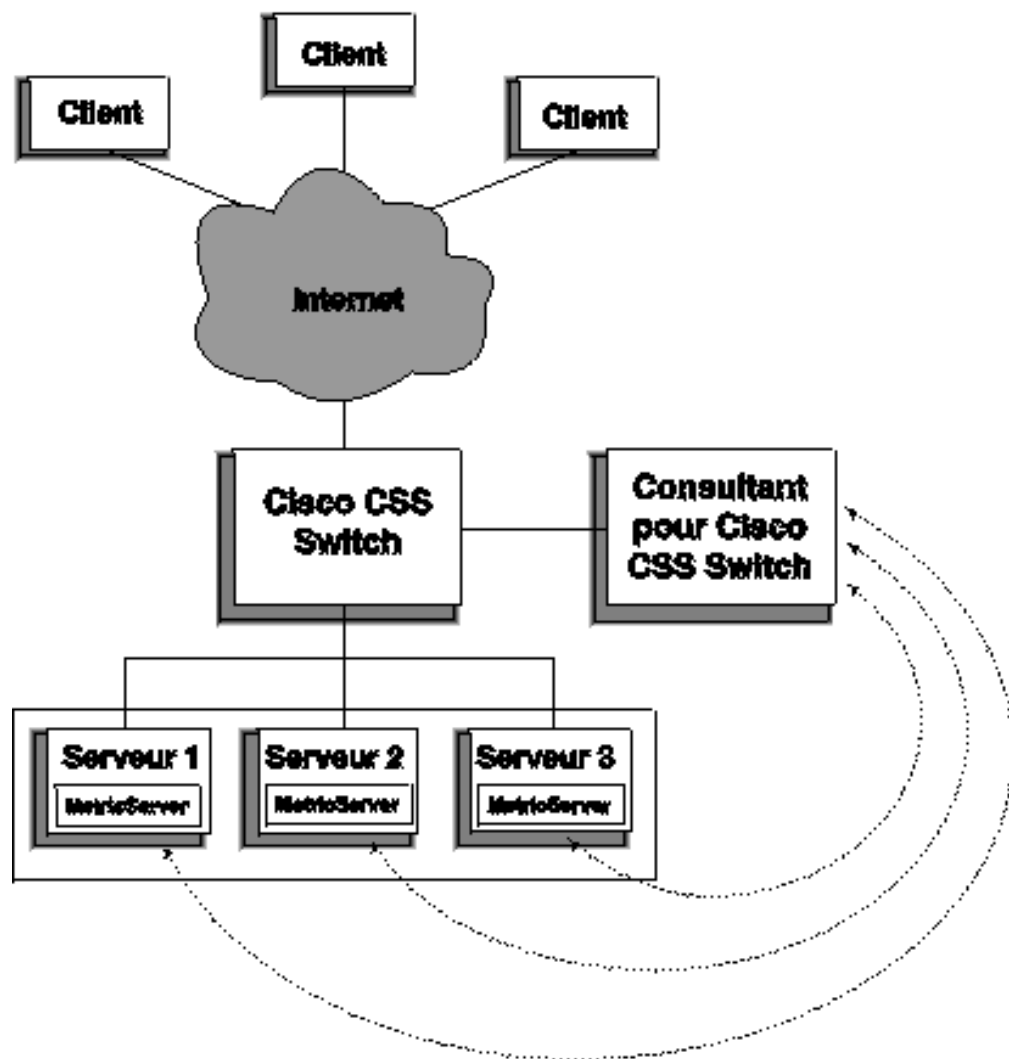 Client
Client
Client
Internet
Cisco CSS
Switch
Consultant
pour Cisco
CSS Switch
Serveur 1
Serveur 2
Serveur 3
MetricServer
MetricServer
MetricServer